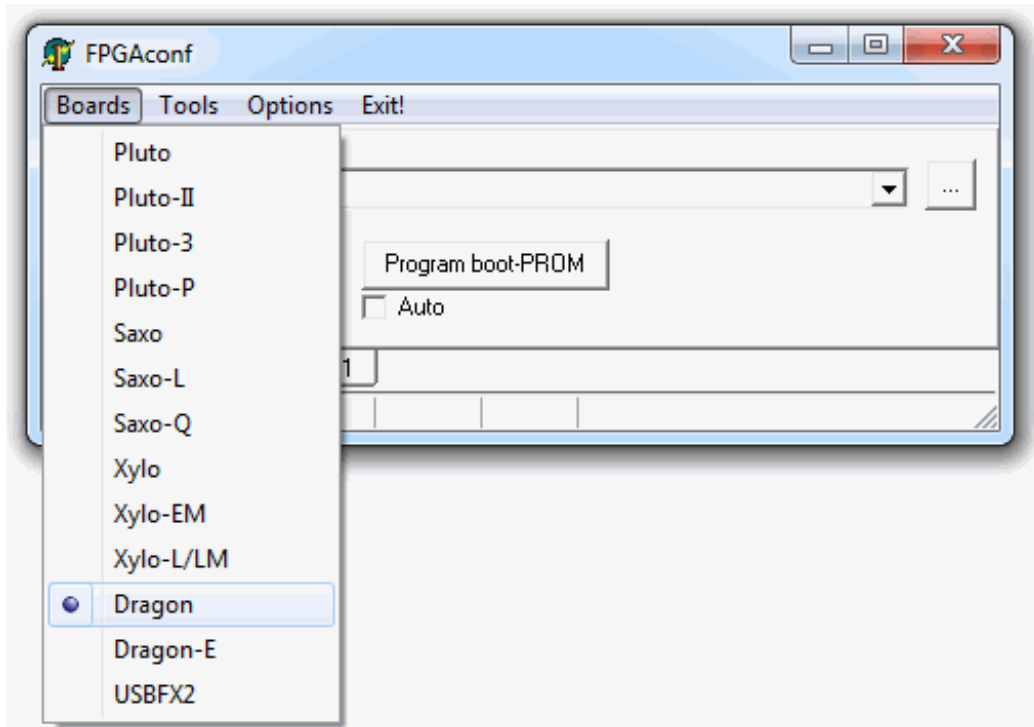 FPGAconf
Boards Tools Options Exit!
Pluto
Pluto-II
Pluto-3
Pluto-P
Saxo
Saxo-L
Saxo-Q
Xylo
Xylo-EM
Xylo-L/LM
Dragon
Dragon-E
USBFX2
...
Program boot-PROM
Auto
1